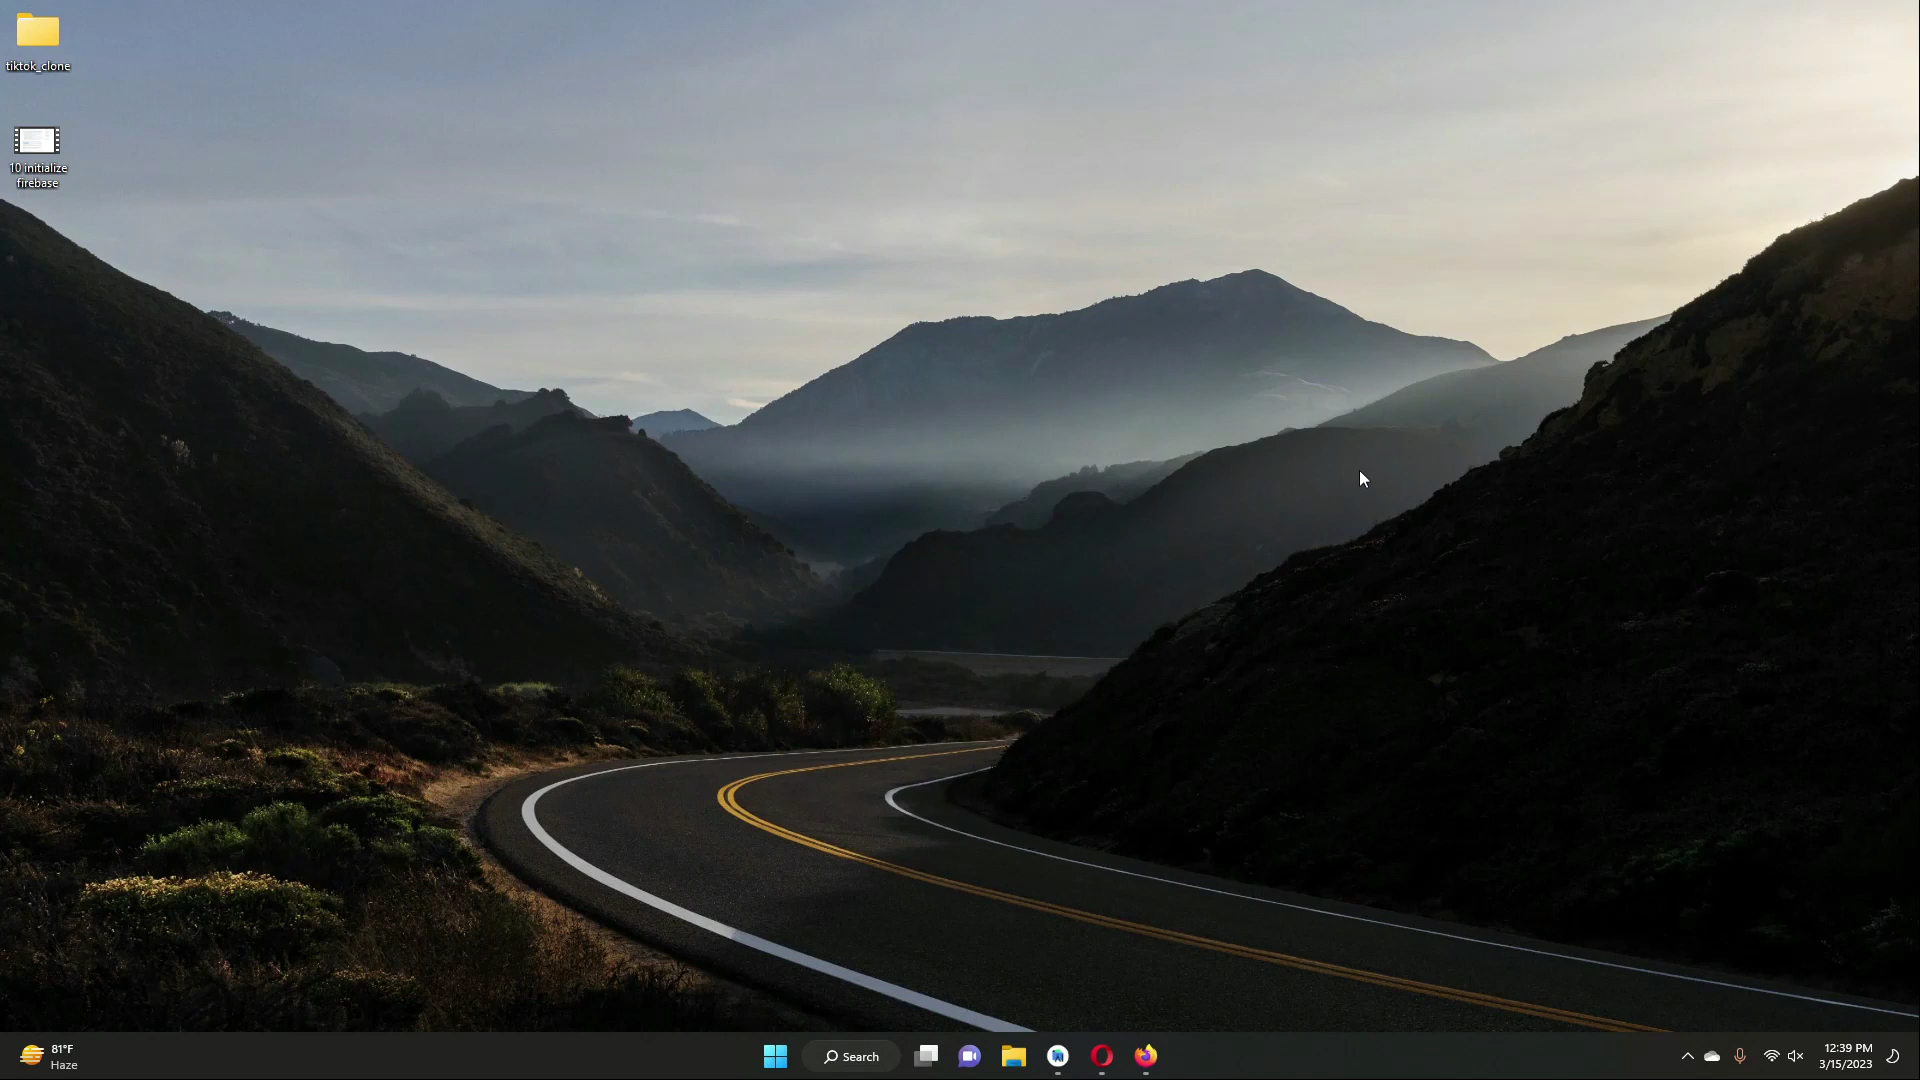 tiktok_clone
10 initialize
firebase
81°F
Haze
Search
12:39 PM
3/15/2023